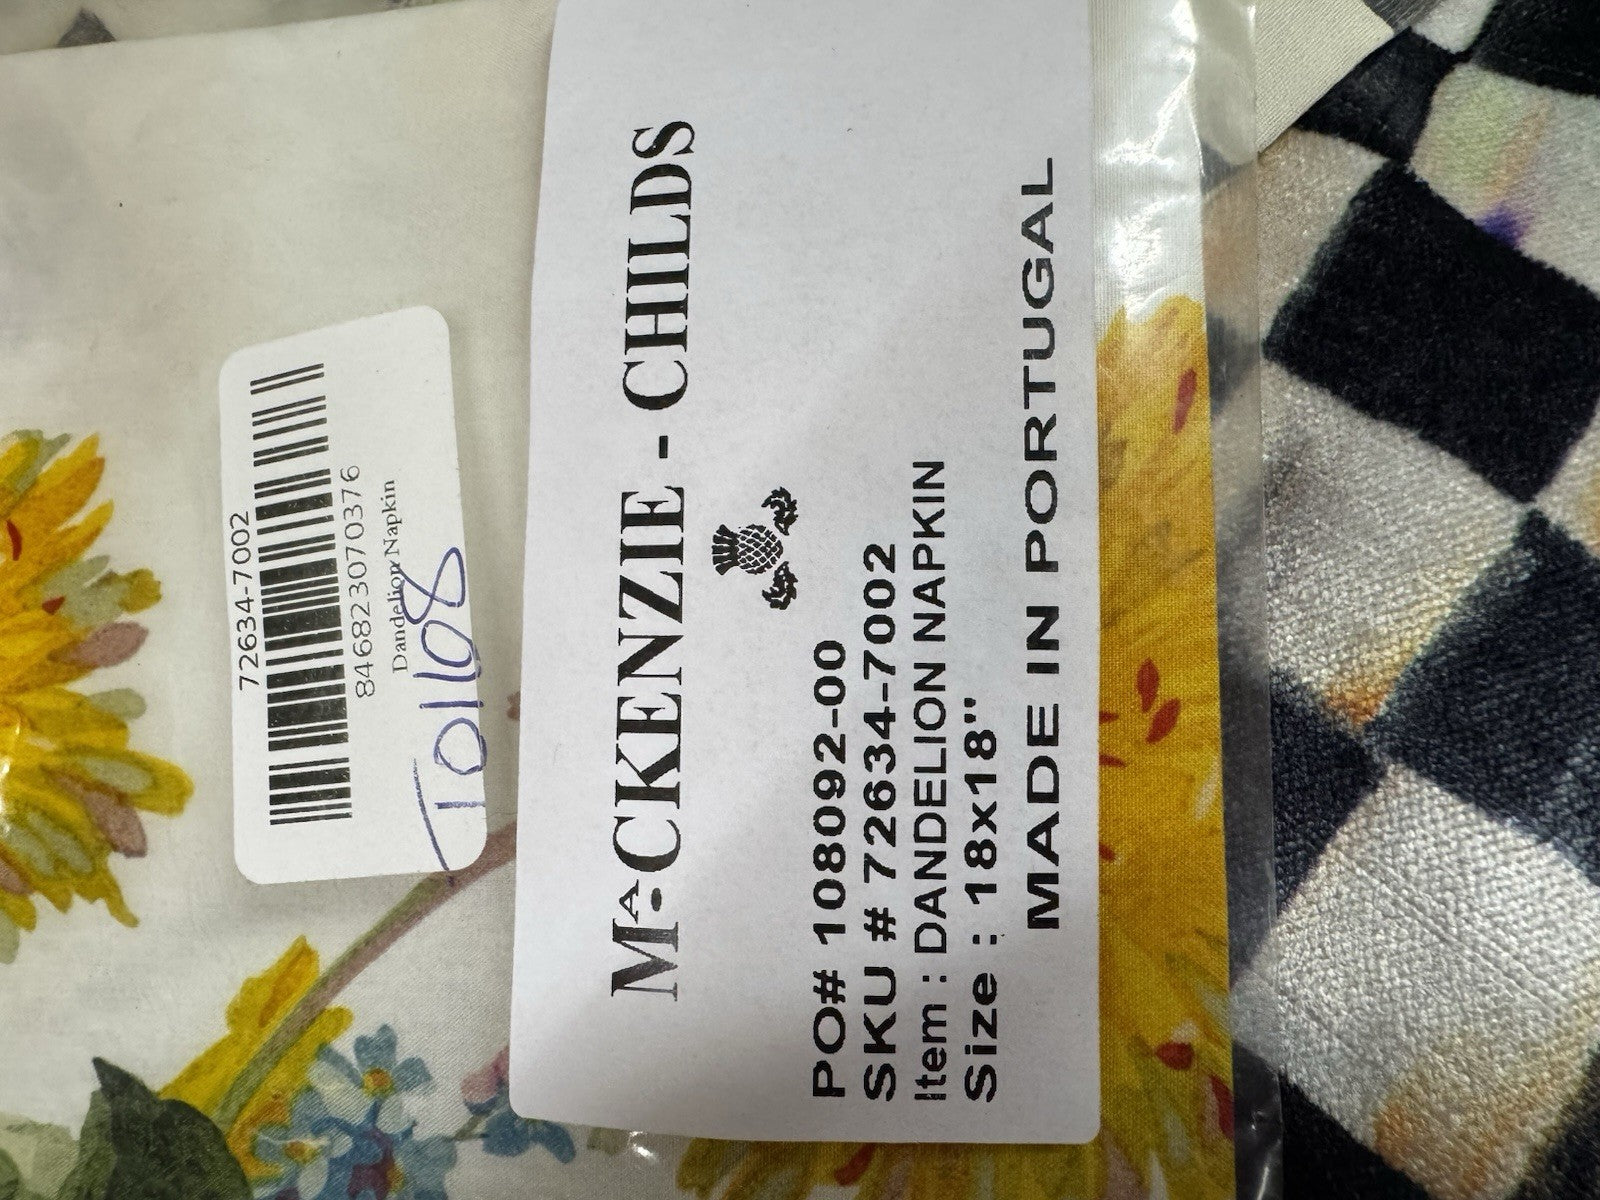 72634-7002
846823070376
Dandelion Napkin
TO1108
MACKENZIE - CHILDS
PO# 108092-00
SKU # 72634-7002
Item : DANDELION NAPKIN
Size : 18x18"
MADE IN PORTUGAL